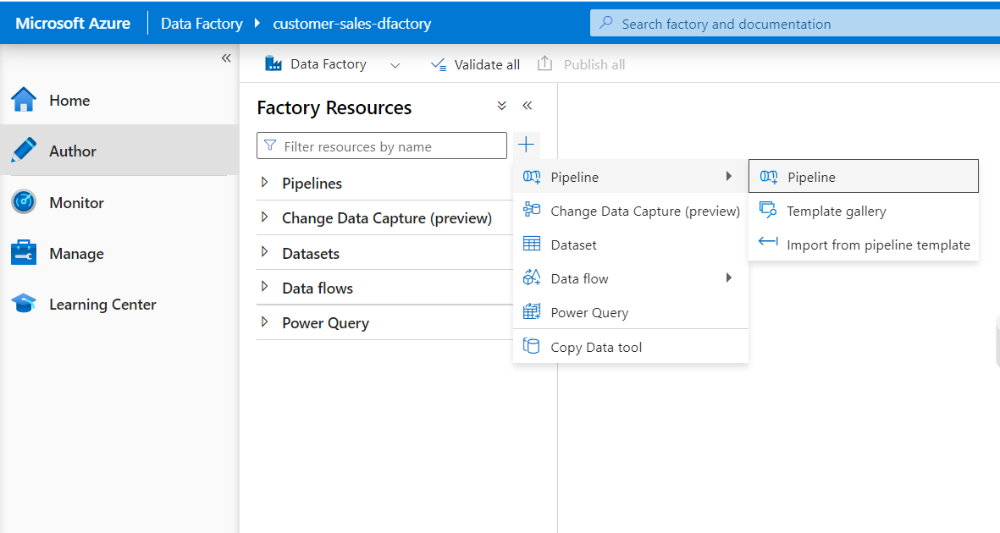 Microsoft Azure
Data Factory
customer-sales-dfactory
Search factory and documentation
Home
Author
Monitor
Manage
Learning Center
Data Factory
Validate all
Publish all
Factory Resources
Filter resources by name
Pipelines
Change Data Capture (preview)
Datasets
Data flows
Power Query
Pipeline
Change Data Capture (preview)
Dataset
Data flow
Power Query
Copy Data tool
Pipeline
Template gallery
Import from pipeline template